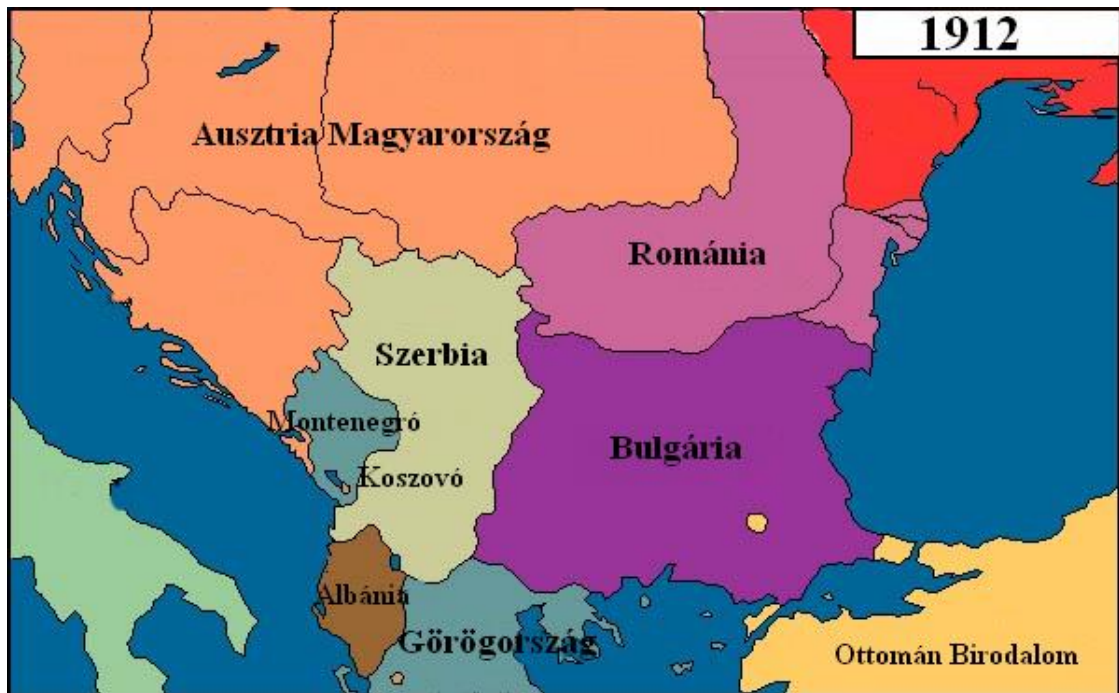 1912
Ausztria Magyarország
Románia
Szerbia
Montenegró
Bulgária
Koszovó
Albánia
Görögország
Ottomán Birodalom